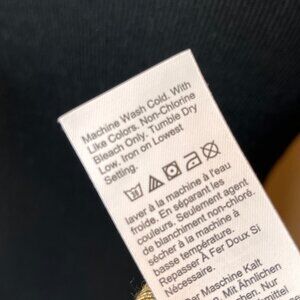 Machine Wash Cold. With
Like Colors. Non-Chlorine
Bleach Only. Tumble Dry
Low. Iron on Lowest
Setting.
laver à la machine à l'eau
froide. En séparant les
couleurs. Seulement agent
de blanchiment non-chloré.
sécher à la machine à
basse température.
Repasser À Fer Doux Si
Nécessaire.
Maschine Kalt
Mit Ähnlichen